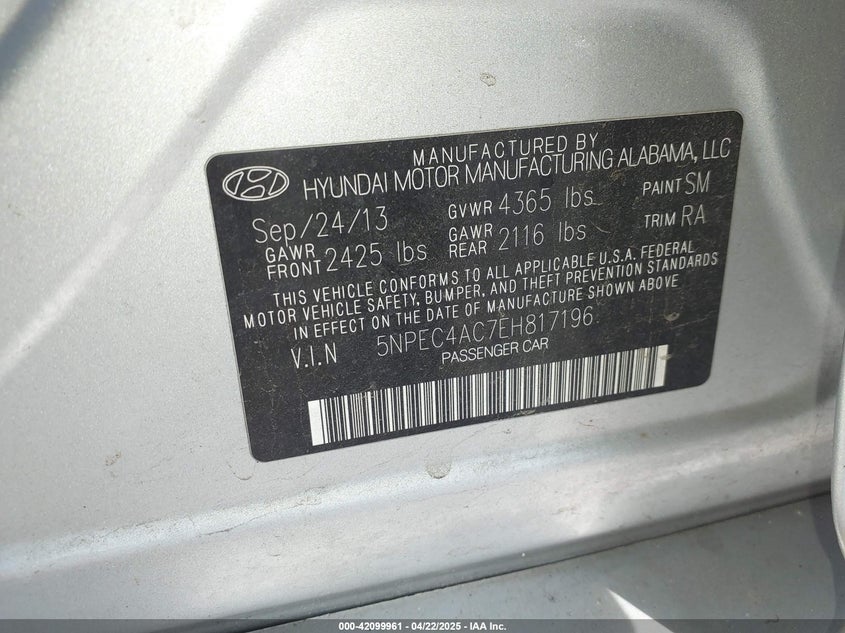 MANUFACTURED BY
HYUNDAI MOTOR MANUFACTURING ALABAMA, LLC
Sep/24/13 GVWR 4365 lbs PAINT SM
GAWR FRONT 2425 lbs GAWR REAR 2116 lbs TRIM RA
THIS VEHICLE CONFORMS TO ALL APPLICABLE U.S.A. FEDERAL
MOTOR VEHICLE SAFETY, BUMPER, AND THEFT PREVENTION STANDARDS
IN EFFECT ON THE DATE OF MANUFACTURE SHOWN ABOVE
V.I.N 5NPEC4AC7EH817196
PASSENGER CAR
000-42099961 - 04/22/2025 - IAA Inc.